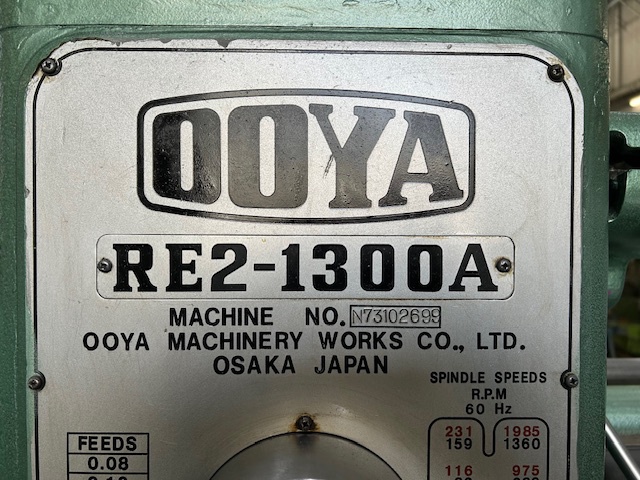 OOYA
RE2-1300A
MACHINE NO. N73102699
OOYA MACHINERY WORKS CO., LTD.
OSAKA JAPAN
SPINDLE SPEEDS
R.P.M
60 Hz
231 1985
159 1360
116 975
FEEDS
0.08